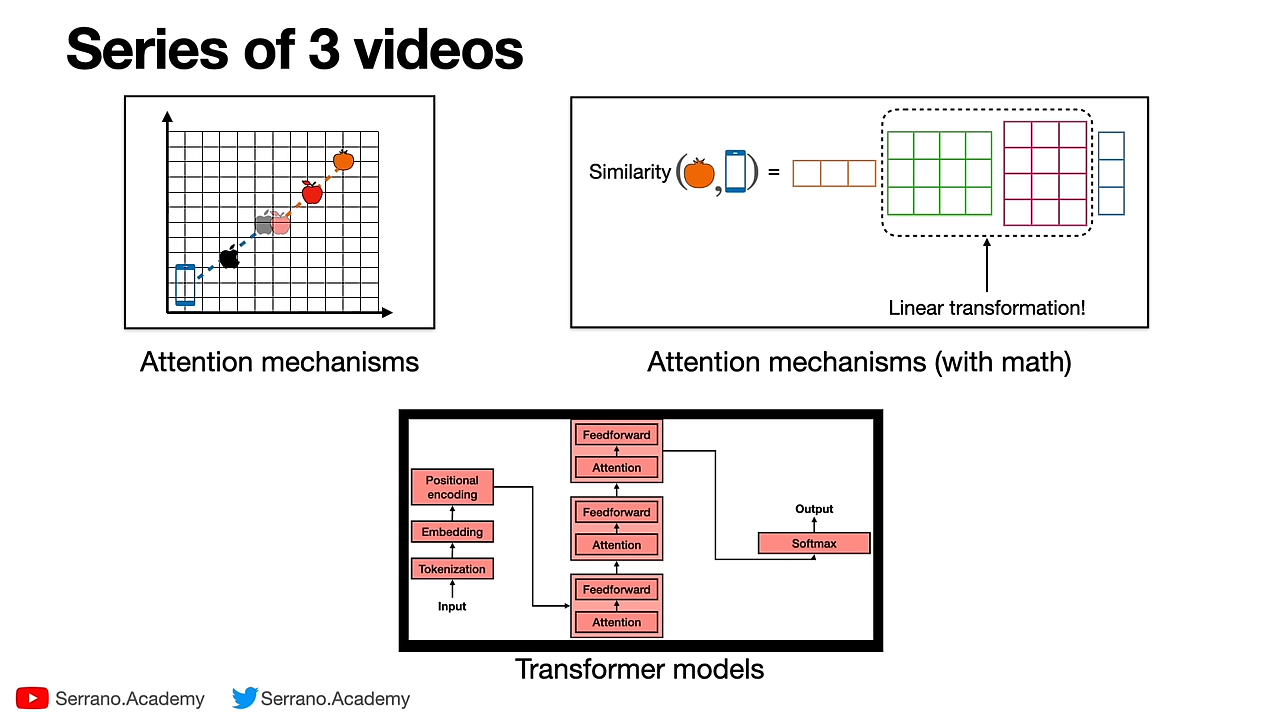 Series of 3 videos
Similarity ( , ) =
Linear transformation!
Attention mechanisms
Attention mechanisms (with math)
Feedforward
Attention
Positional
encoding
Feedforward
Attention
Embedding
Tokenization
Input
Feedforward
Attention
Output
Softmax
Transformer models
Serrano.Academy
Serrano.Academy